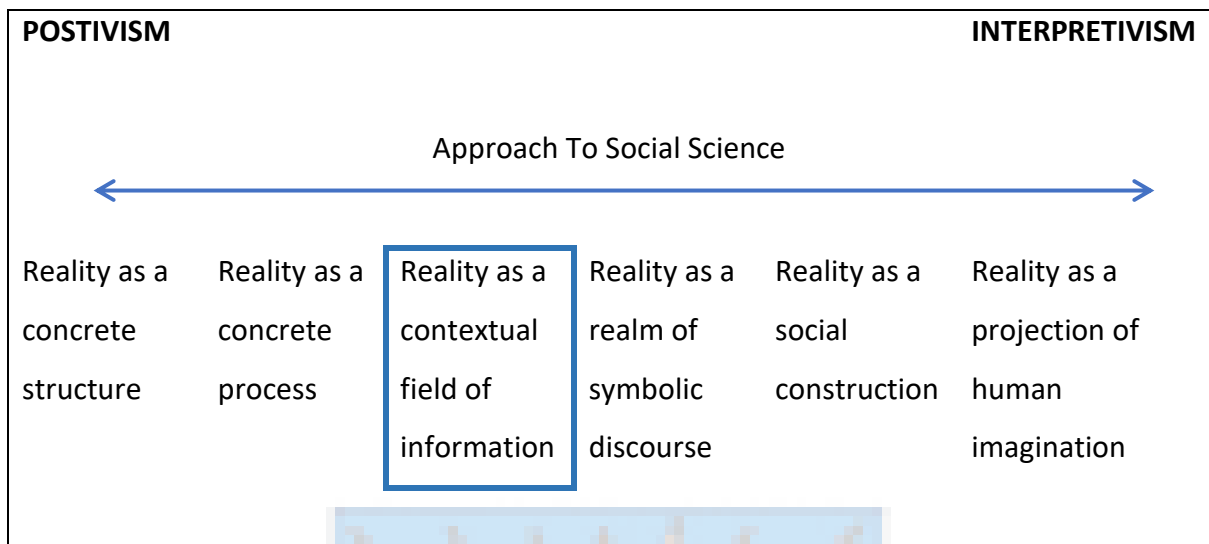 POSTIVISM INTERPRETIVISM
Approach To Social Science
Reality as a Reality as a Reality as a Reality as a Reality as a Reality as a
concrete concrete contextual realm of social projection of
structure process field of symbolic construction human
information discourse imagination